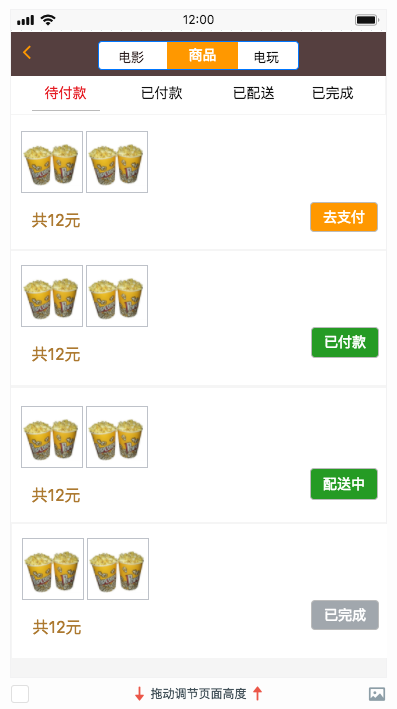 12:00
电影 商品 电玩
待付款 已付款 已配送 已完成
共12元
去支付
共12元
已付款
共12元
配送中
共12元
已完成
拖动调节页面高度